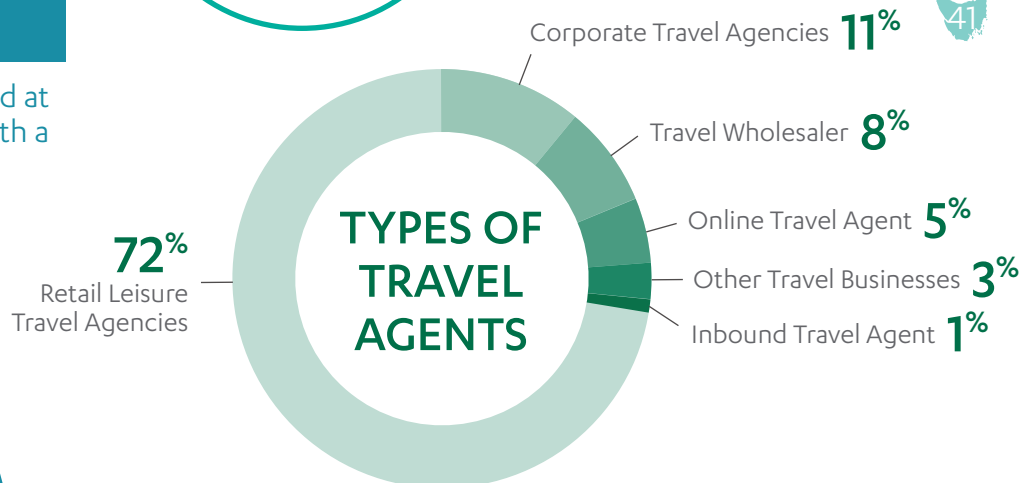 41
d at
th a
Corporate Travel Agencies 11%
Travel Wholesaler 8%
Online Travel Agent 5%
Other Travel Businesses 3%
Inbound Travel Agent 1%
72%
Retail Leisure
Travel Agencies
TYPES OF
TRAVEL
AGENTS